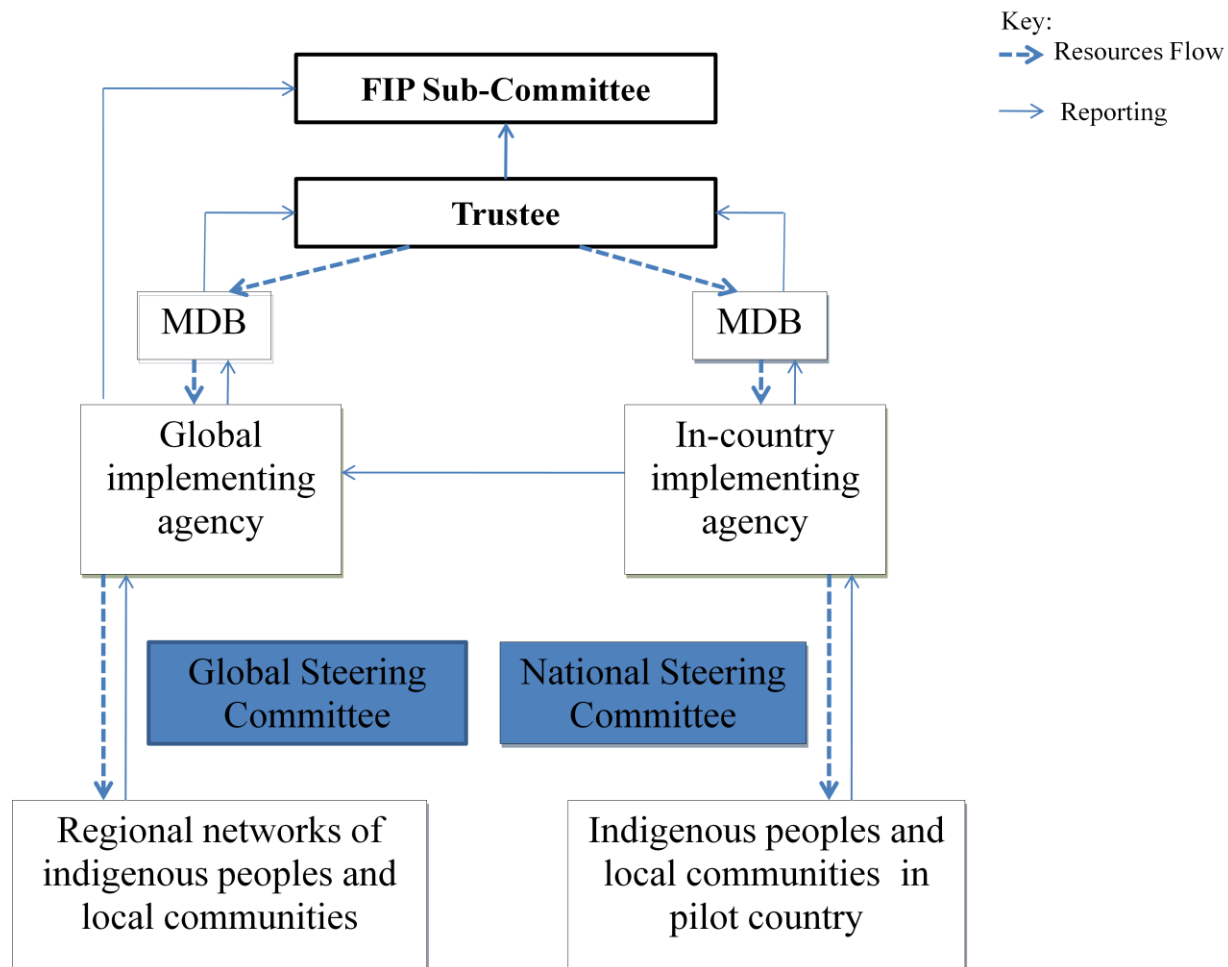 Key:
Resources Flow
Reporting
FIP Sub-Committee
Trustee
MDB
MDB
Global
implementing
agency
In-country
implementing
agency
Global Steering
Committee
National Steering
Committee
Regional networks of
indigenous peoples and
local communities
Indigenous peoples and
local communities in
pilot country